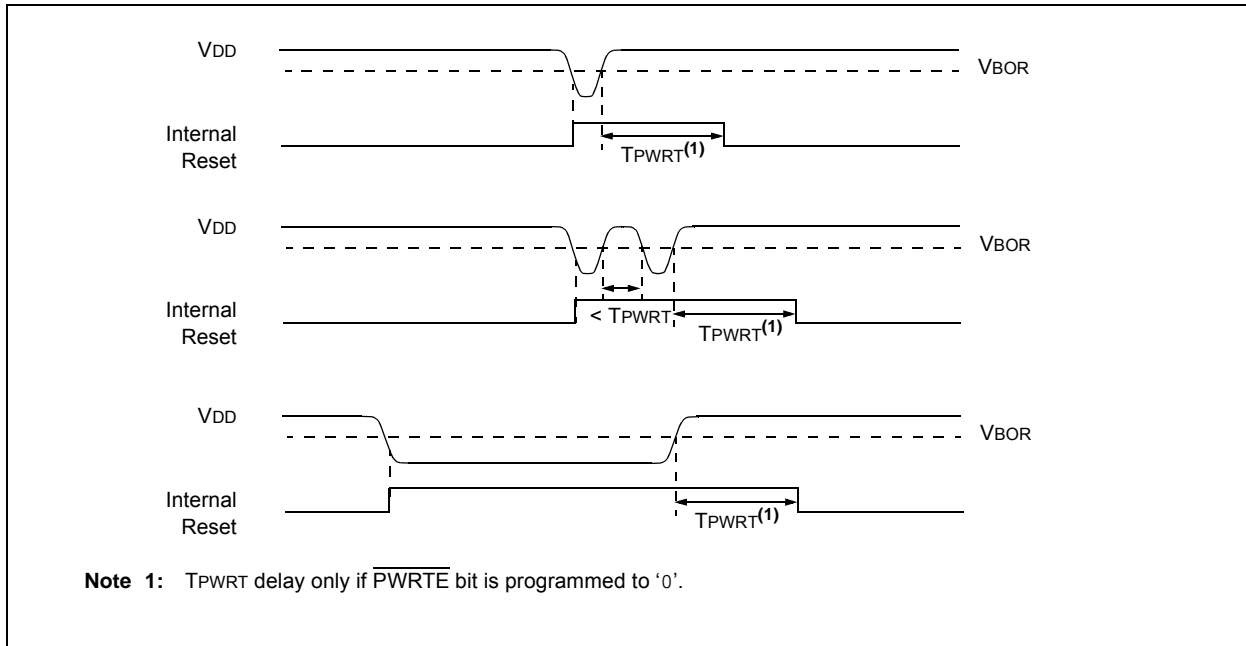 VDD
VBOR
Internal
Reset
TPWRT(1)
VDD
VBOR
Internal
Reset
< TPWRT
TPWRT(1)
VDD
VBOR
Internal
Reset
TPWRT(1)
Note 1: TPWRT delay only if PWRTE bit is programmed to ‘0’.